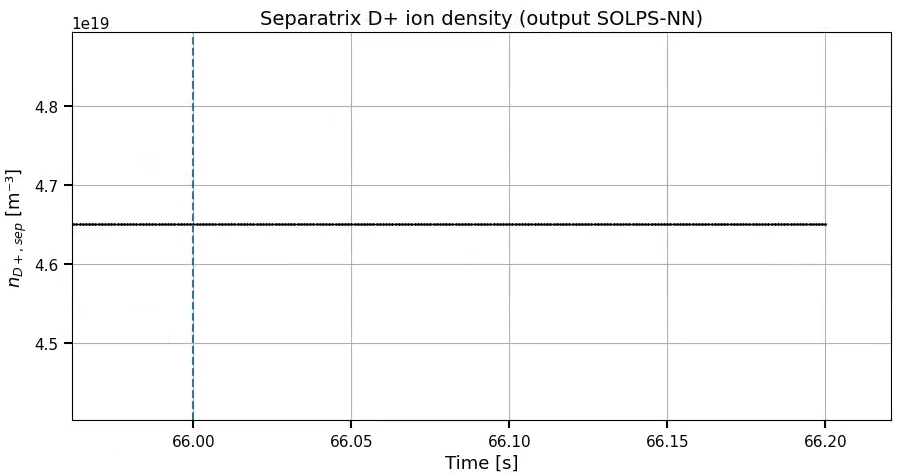 Separatrix D+ ion density (output SOLPS-NN)
1e19
4.8
4.7
4.6
4.5
n_{D+, sep} [m⁻³]
66.00 66.05 66.10 66.15 66.20
Time [s]